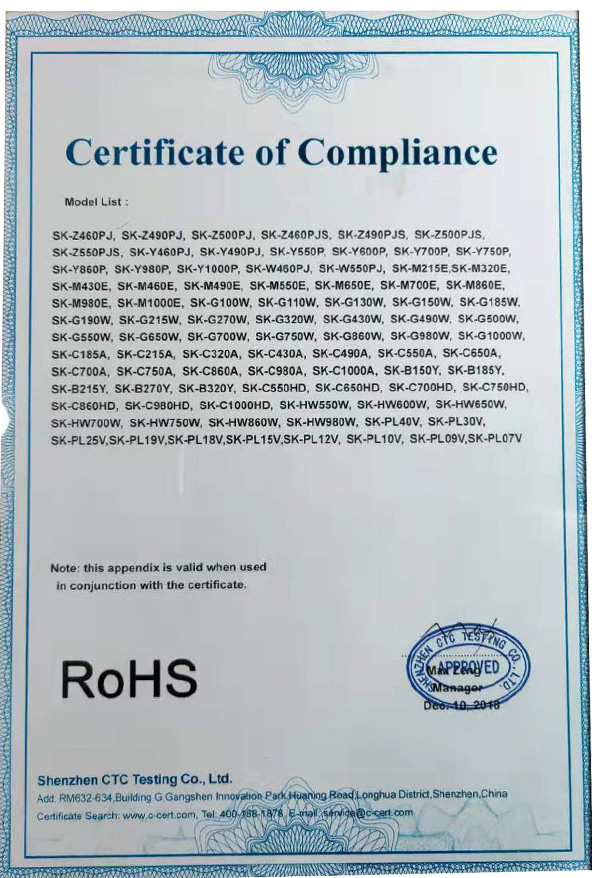 Certificate of Compliance
Model List :
SK-Z460PJ, SK-Z490PJ, SK-Z500PJ, SK-Z460PJS, SK-Z490PJS, SK-Z500PJS,
SK-Z550PJS, SK-Y460PJ, SK-Y490PJ, SK-Y550P, SK-Y600P, SK-Y700P, SK-Y750P,
SK-Y860P, SK-Y980P, SK-Y1000P, SK-W460PJ, SK-W550PJ, SK-M215E,SK-M320E,
SK-M430E, SK-M460E, SK-M490E, SK-M550E, SK-M650E, SK-M700E, SK-M860E,
SK-M980E, SK-M1000E, SK-G100W, SK-G110W, SK-G130W, SK-G150W, SK-G185W,
SK-G190W, SK-G215W, SK-G270W, SK-G320W, SK-G430W, SK-G490W, SK-G500W,
SK-G550W, SK-G650W, SK-G700W, SK-G750W, SK-G860W, SK-G980W, SK-G1000W,
SK-C185A, SK-C215A, SK-C320A, SK-C430A, SK-C490A, SK-C550A, SK-C650A,
SK-C700A, SK-C750A, SK-C860A, SK-C980A, SK-C1000A, SK-B150Y, SK-B185Y,
SK-B215Y, SK-B270Y, SK-B320Y, SK-C550HD, SK-C650HD, SK-C700HD, SK-C750HD,
SK-C860HD, SK-C980HD, SK-C1000HD, SK-HW550W, SK-HW600W, SK-HW650W,
SK-HW700W, SK-HW750W, SK-HW860W, SK-HW980W, SK-PL40V, SK-PL30V,
SK-PL25V,SK-PL19V,SK-PL18V,SK-PL15V,SK-PL12V, SK-PL10V, SK-PL09V,SK-PL07V
Note: this appendix is valid when used
in conjunction with the certificate.
RoHS
SHENZHEN CTC TESTING CO., LTD.
APPROVED
Max Zeng
Manager
Dec. 10, 2018
Shenzhen CTC Testing Co., Ltd.
Add: RM632-634,Building G,Gangshen Innovation Park,Huaning Road,Longhua District,Shenzhen,China
Certificate Search: www.c-cert.com, Tel: 400-188-1878, E-mail: service@c-cert.com